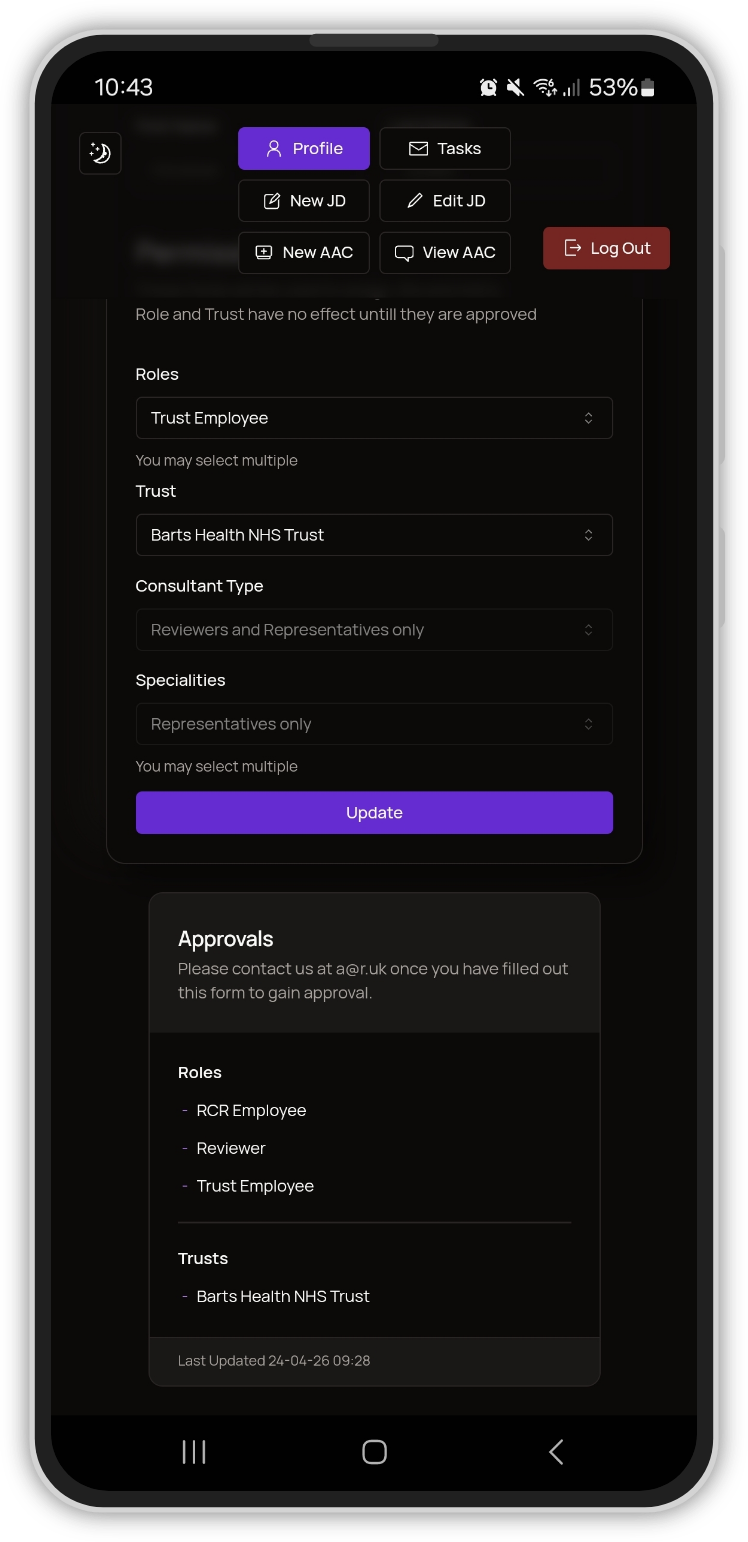 10:43
53%
Profile
Tasks
New JD
Edit JD
New AAC
View AAC
Log Out
Role and Trust have no effect untill they are approved
Roles
Trust Employee
You may select multiple
Trust
Barts Health NHS Trust
Consultant Type
Reviewers and Representatives only
Specialities
Representatives only
You may select multiple
Update
Approvals
Please contact us at a@r.uk once you have filled out
this form to gain approval.
Roles
- RCR Employee
- Reviewer
- Trust Employee
Trusts
- Barts Health NHS Trust
Last Updated 24-04-26 09:28